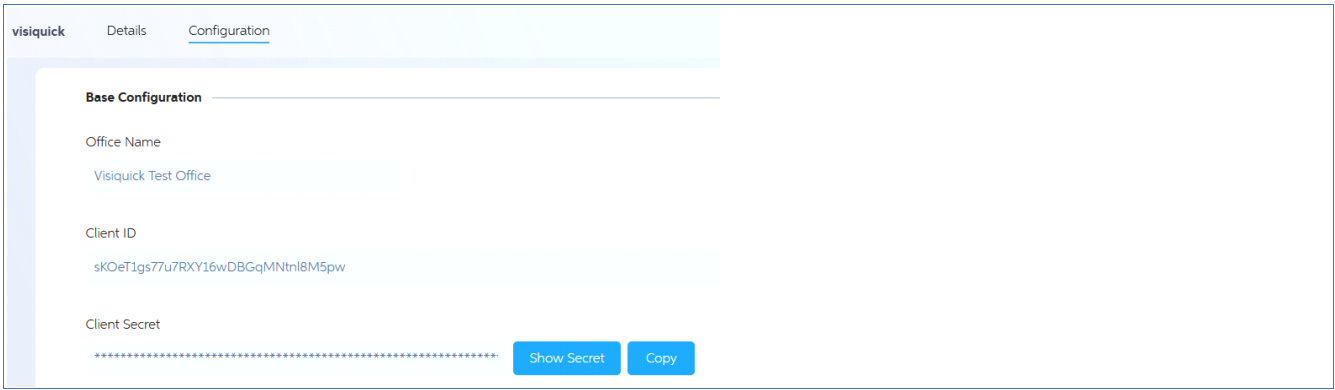 visiquick Details Configuration
Base Configuration
Office Name
Visiquick Test Office
Client ID
sKOeT1gs77u7RXY16wDBGqMNtnl8M5pw
Client Secret
**************************************************************** Show Secret Copy